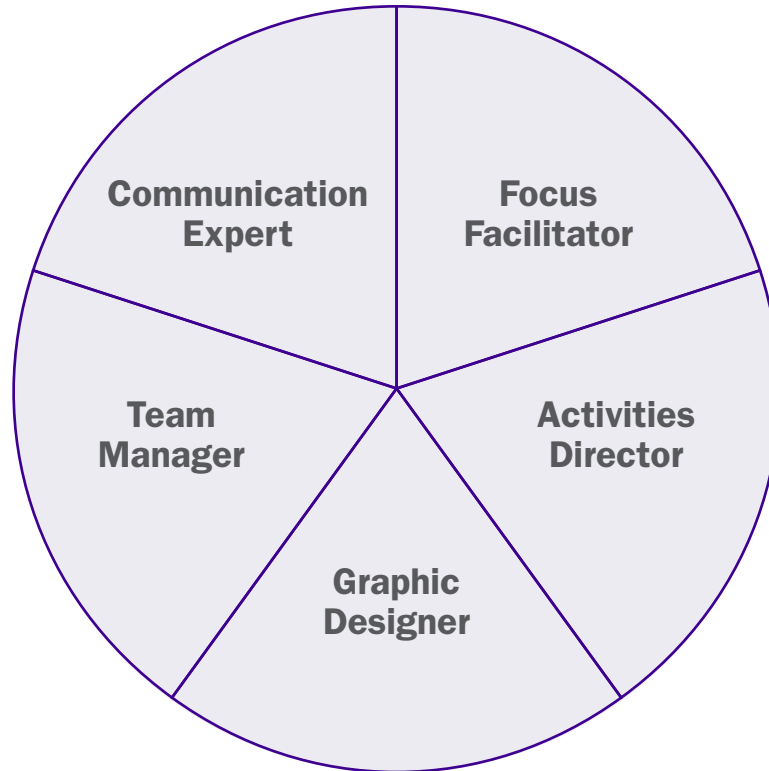 Communication
Expert
Focus
Facilitator
Team
Manager
Activities
Director
Graphic
Designer